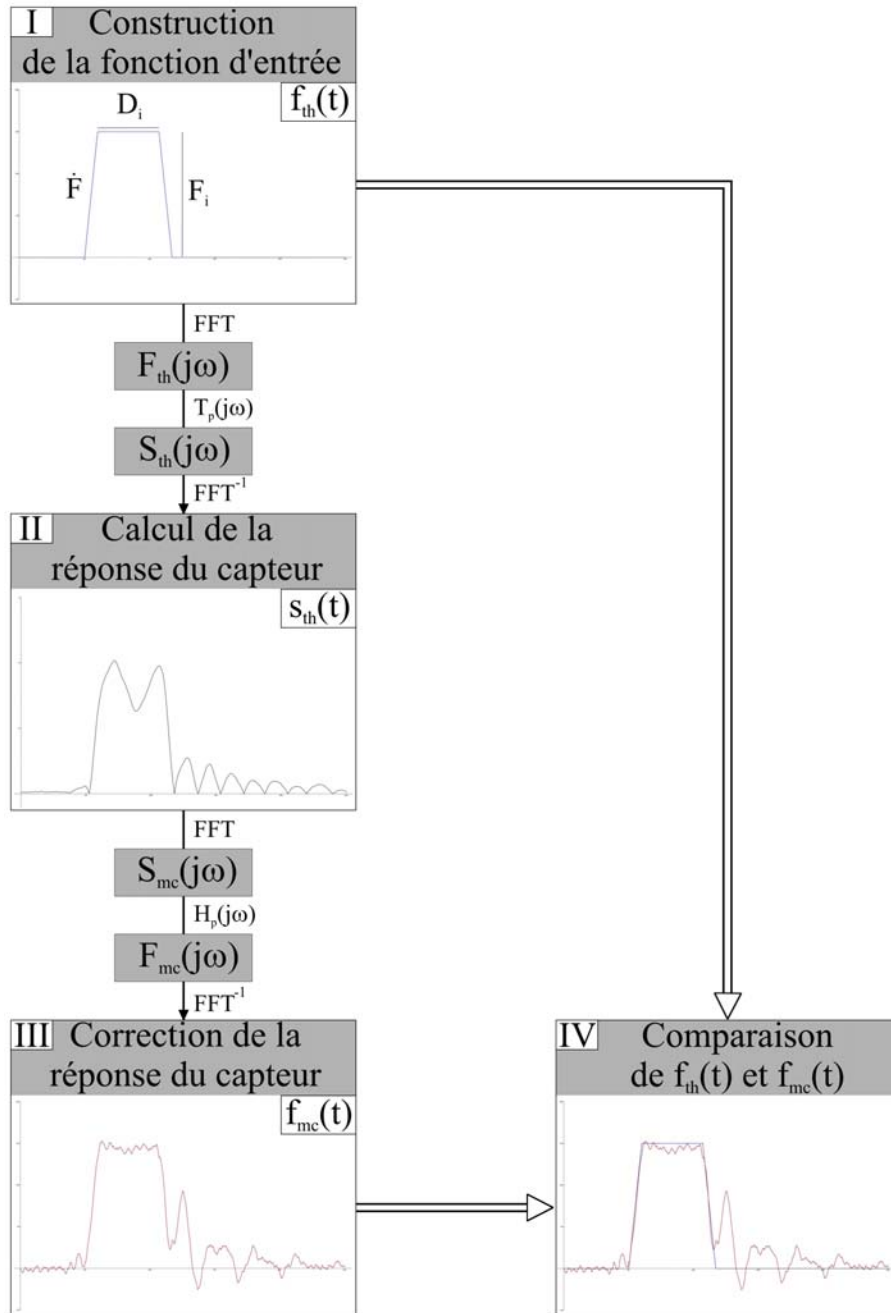 I
Construction
de la fonction d'entrée
f_th(t)
D_i
Ḟ
F_i
FFT
F_th(jω)
T_p(jω)
S_th(jω)
FFT⁻¹
II
Calcul de la
réponse du capteur
s_th(t)
FFT
S_mc(jω)
H_p(jω)
F_mc(jω)
FFT⁻¹
III
Correction de la
réponse du capteur
f_mc(t)
IV
Comparaison
de f_th(t) et f_mc(t)